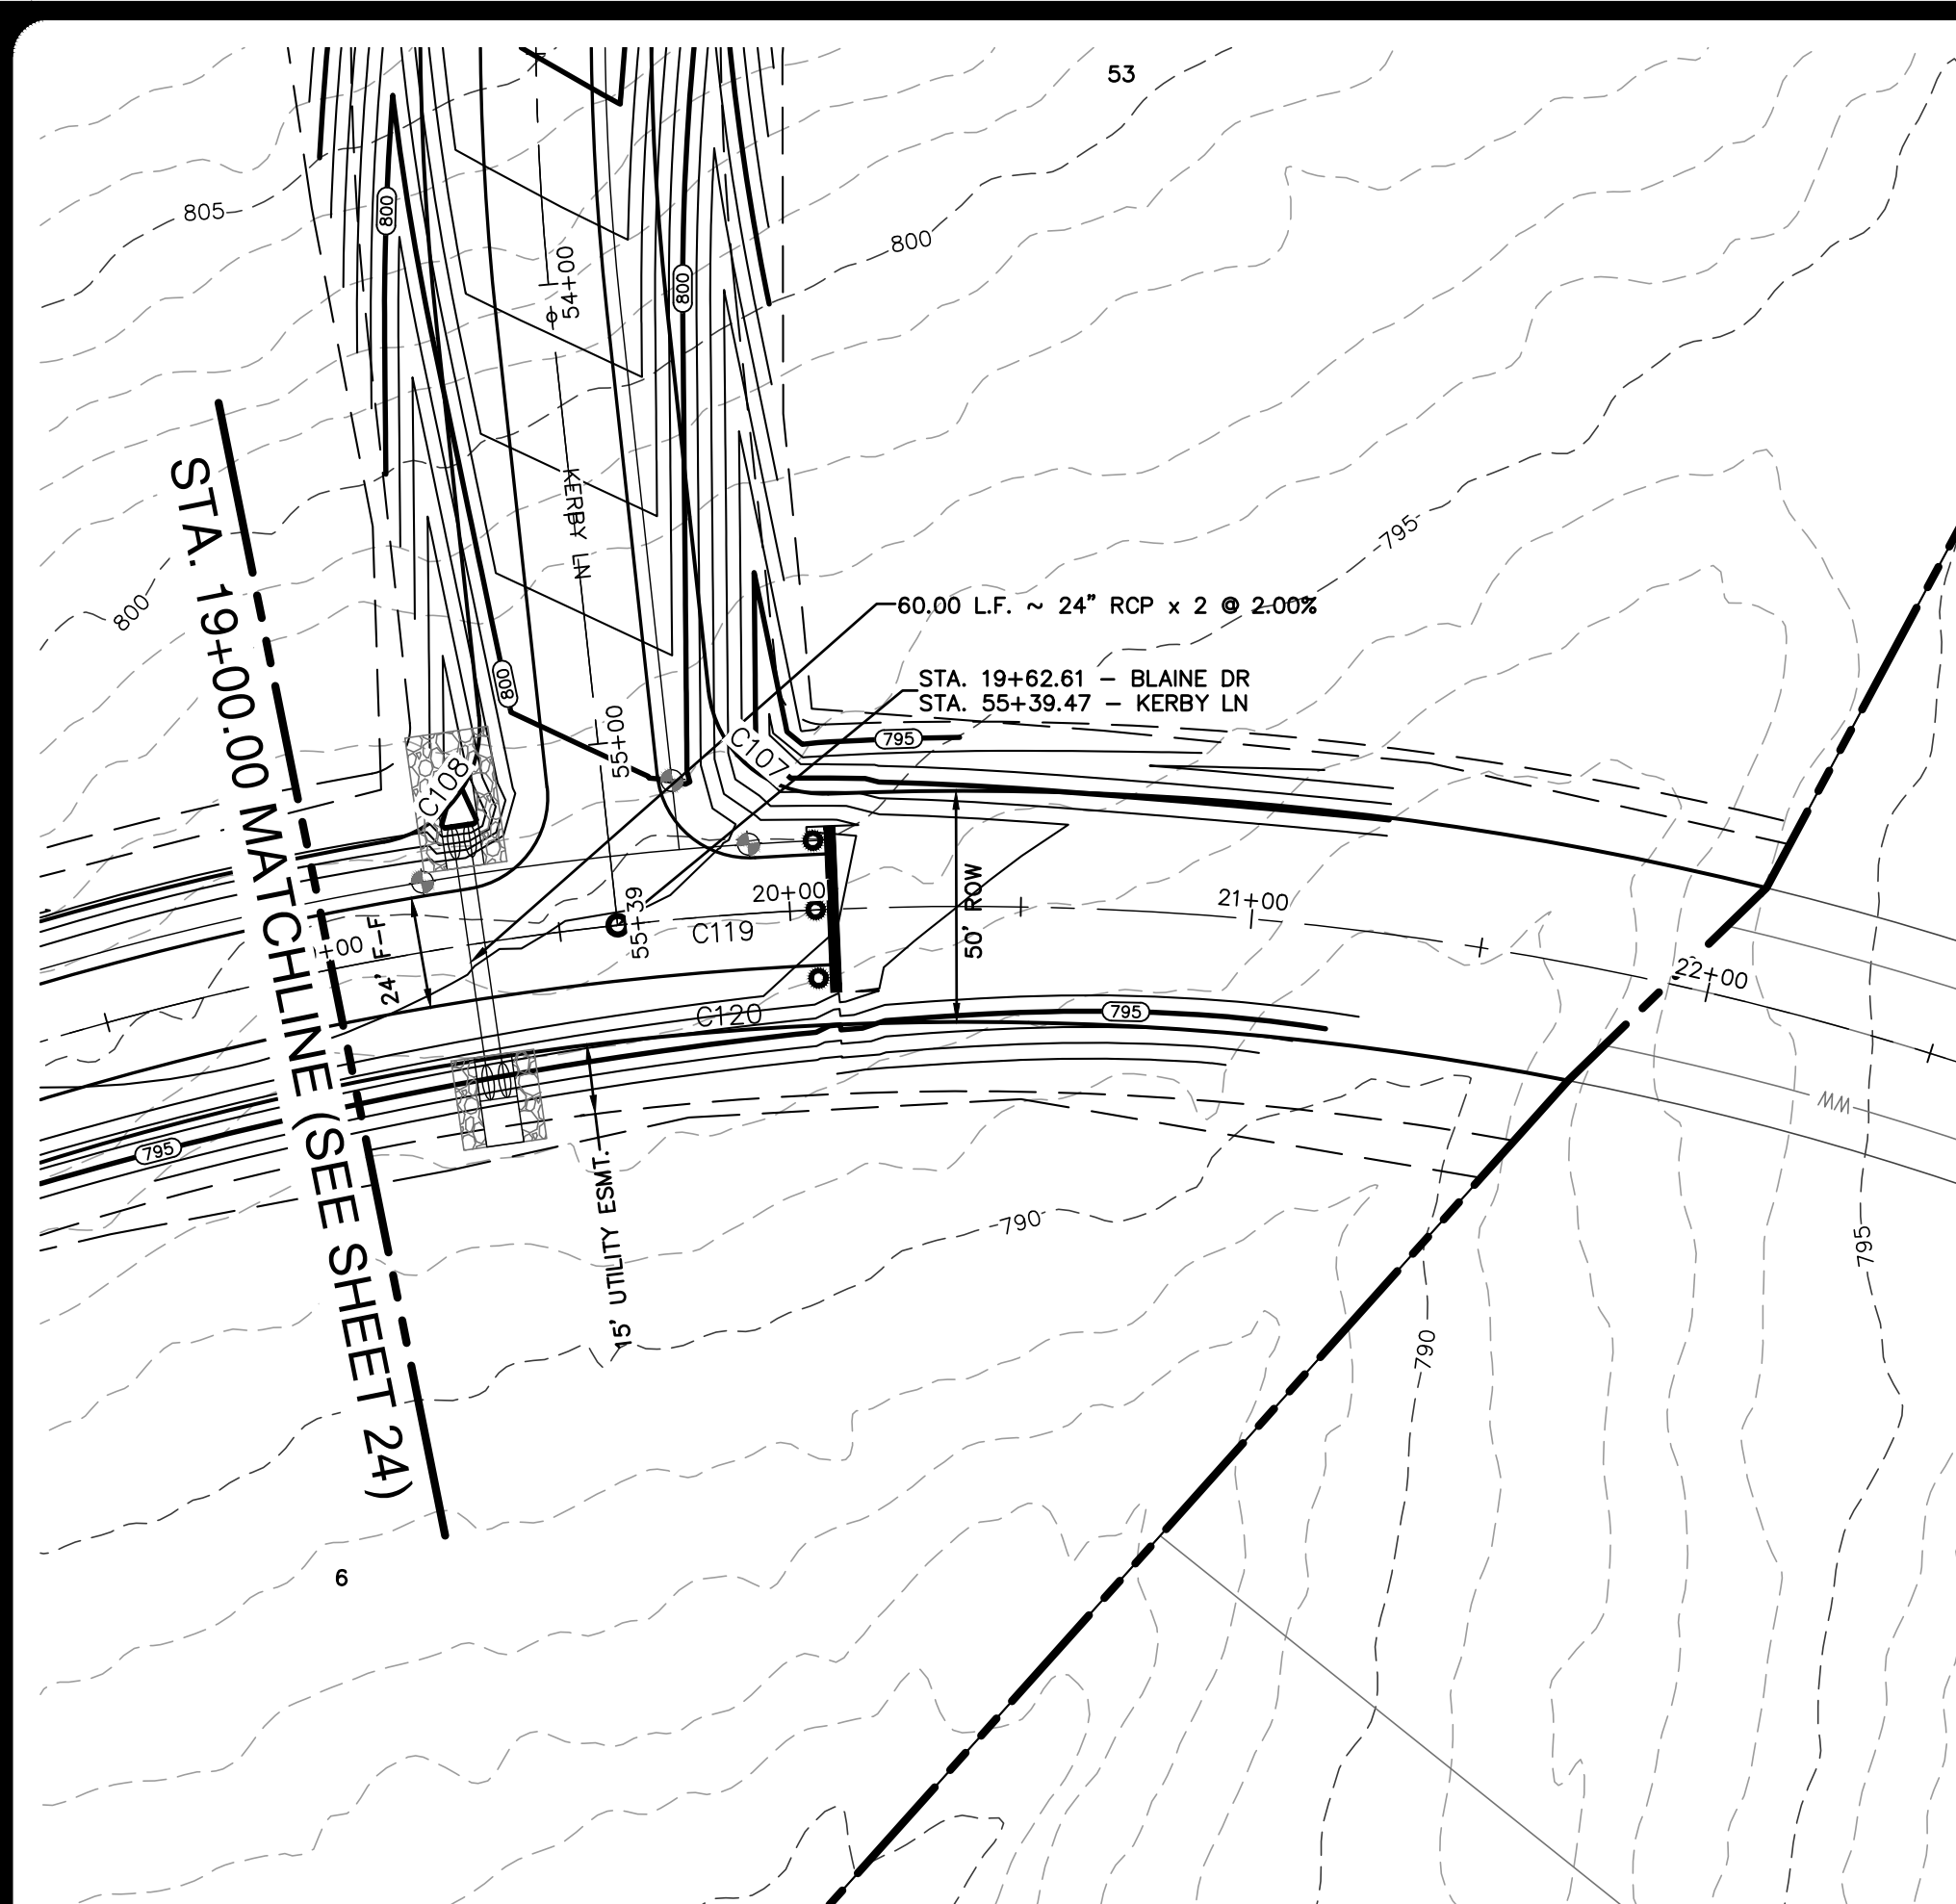 53
805
800
800
800
54+00
KERBY LN
STA. 19+00.00 MATCHLINE (SEE SHEET 24)
800
795
60.00 L.F. ~ 24" RCP x 2 @ 2.00%
STA. 19+62.61 – BLAINE DR
STA. 55+39.47 – KERBY LN
800
55+00
C107
795
C108
20+00
21+00
22+00
55+39
C119
50' ROW
+00
24' F-F
C120
795
795
15' UTILITY ESMT.
790
795
790
6